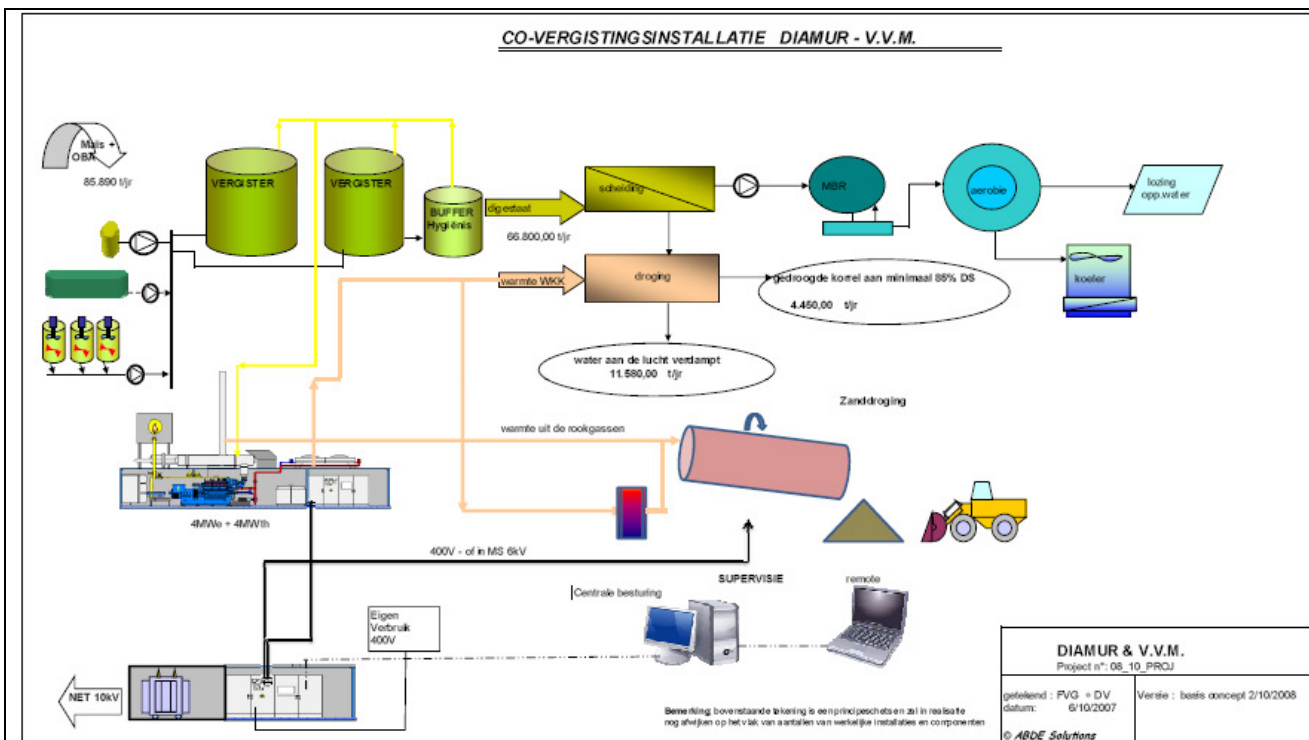 CO-VERGISTINGSINSTALLATIE DIAMUR - V.V.M.
Mais +
OBA
85.890 t/jr
VERGISTER
VERGISTER
BUFFER
Hygiënis
digestaat
66.800,00 t/jr
scheiding
MBR
aerobie
lozing
opp.water
koeler
warmte WKK
droging
gedroogde korrel aan minimaal 85% DS
4.450,00 t/jr
water aan de lucht verdampt
11.580,00 t/jr
Zanddroging
warmte uit de rookgassen
4MWe + 4MWth
400V - of in MS 6kV
SUPERVISIE
remote
Centrale besturing
Eigen
Verbruik
400V
NET 10kV
Bemerking: bovenstaande tekening is een principeschets en zal in realisatie
nog afwijken op het vlak van aantallen van werkelijke installaties en componenten
DIAMUR & V.V.M.
Project n°: 08_10_PROJ
getekend : FVG + DV
datum: 6/10/2007
Versie : basis concept 2/10/2008
© ABDE Solutions